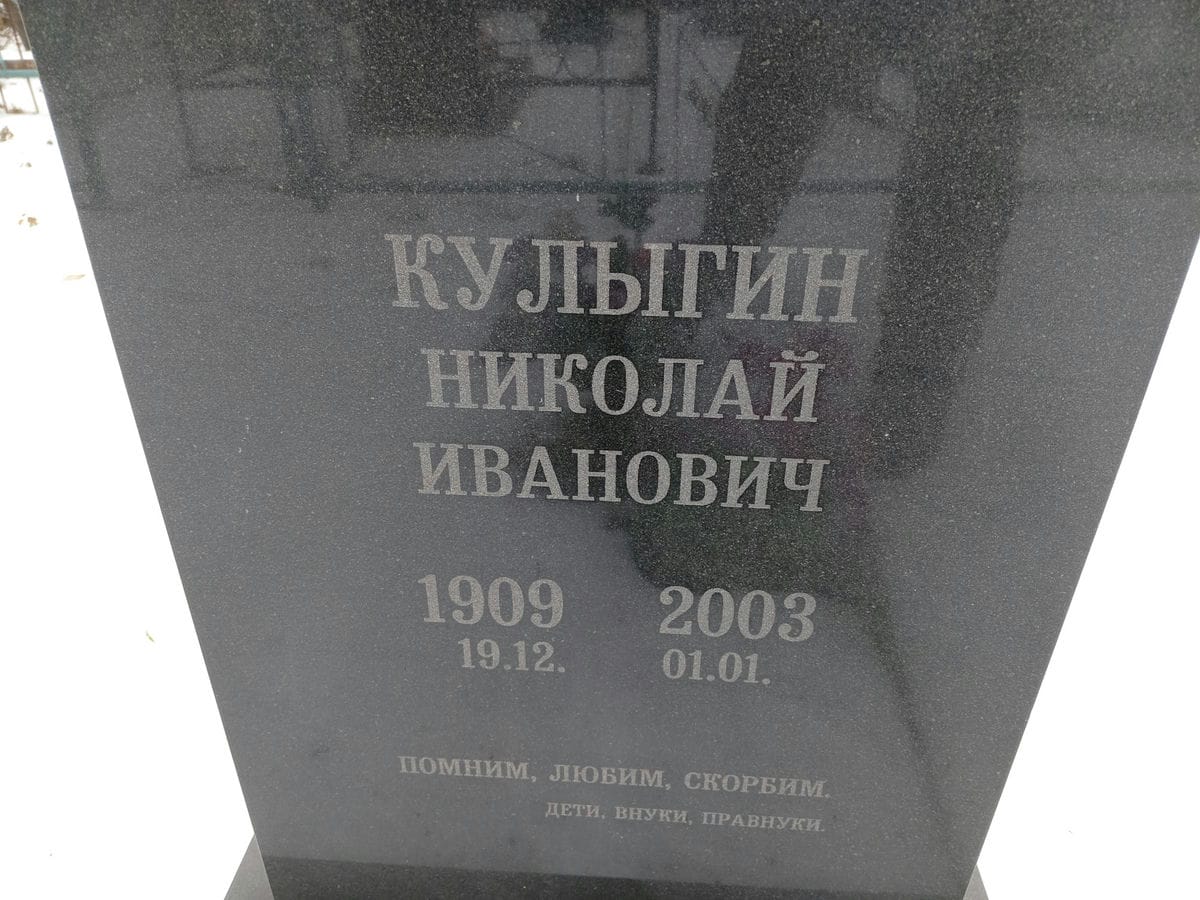 КУЛЫГИН
НИКОЛАЙ
ИВАНОВИЧ
1909 2003
19.12. 01.01.
ПОМНИМ, ЛЮБИМ, СКОРБИМ.
ДЕТИ, ВНУКИ, ПРАВНУКИ.